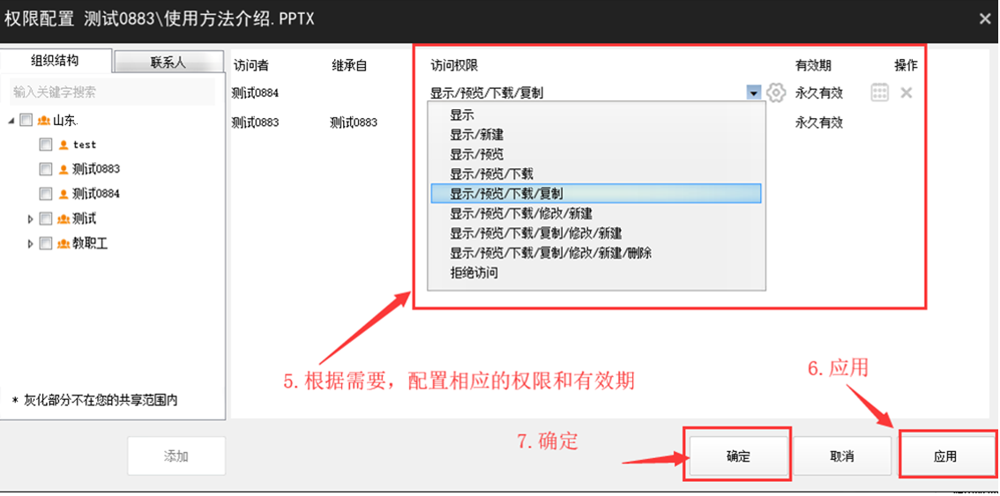 权限配置 测试0883\使用方法介绍.PPTX
组织结构 联系人
输入关键字搜索
山东.
test
测试0883
测试0884
测试
教职工
* 灰化部分不在您的共享范围内
访问者 继承自 访问权限 有效期 操作
测试0884 显示/预览/下载/复制 永久有效
测试0883 测试0883 永久有效
显示
显示/新建
显示/预览
显示/预览/下载
显示/预览/下载/复制
显示/预览/下载/修改/新建
显示/预览/下载/复制/修改/新建
显示/预览/下载/复制/修改/新建/删除
拒绝访问
5.根据需要，配置相应的权限和有效期
6.应用
7.确定
添加 确定 取消 应用